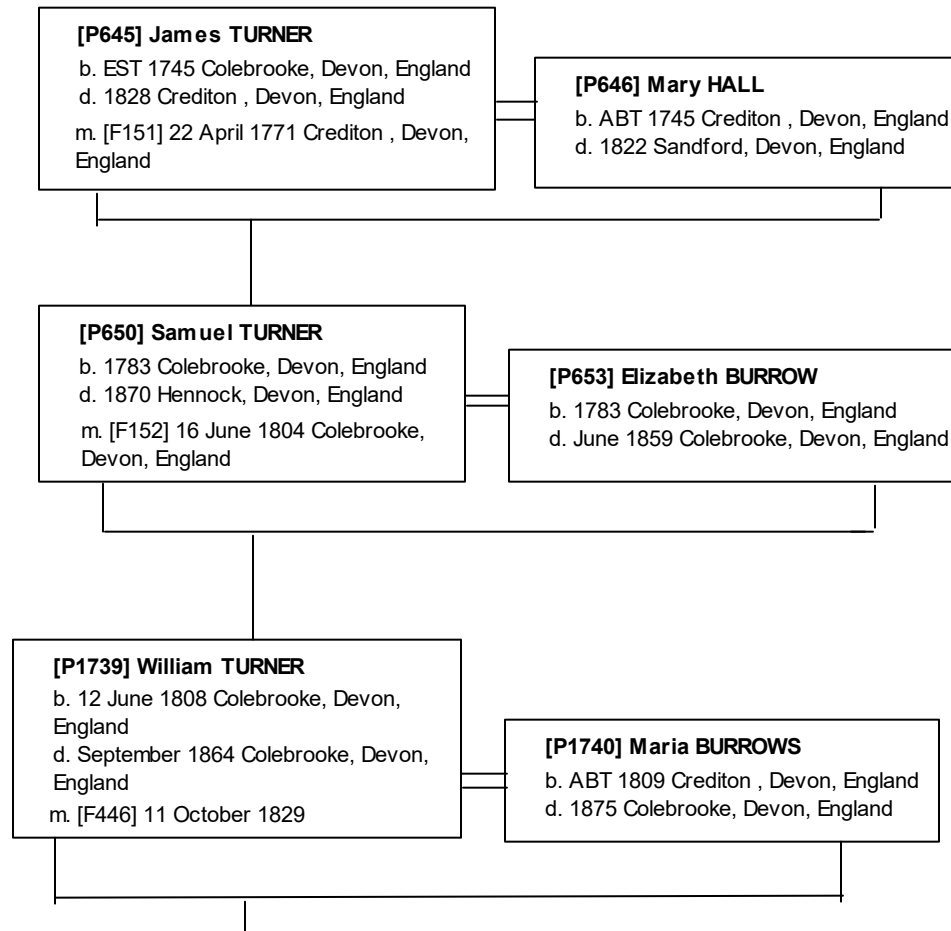 [P645] James TURNER
b. EST 1745 Colebrooke, Devon, England
d. 1828 Crediton , Devon, England
m. [F151] 22 April 1771 Crediton , Devon,
England
[P646] Mary HALL
b. ABT 1745 Crediton , Devon, England
d. 1822 Sandford, Devon, England
[P650] Samuel TURNER
b. 1783 Colebrooke, Devon, England
d. 1870 Hennock, Devon, England
m. [F152] 16 June 1804 Colebrooke,
Devon, England
[P653] Elizabeth BURROW
b. 1783 Colebrooke, Devon, England
d. June 1859 Colebrooke, Devon, England
[P1739] William TURNER
b. 12 June 1808 Colebrooke, Devon,
England
d. September 1864 Colebrooke, Devon,
England
m. [F446] 11 October 1829
[P1740] Maria BURROWS
b. ABT 1809 Crediton , Devon, England
d. 1875 Colebrooke, Devon, England